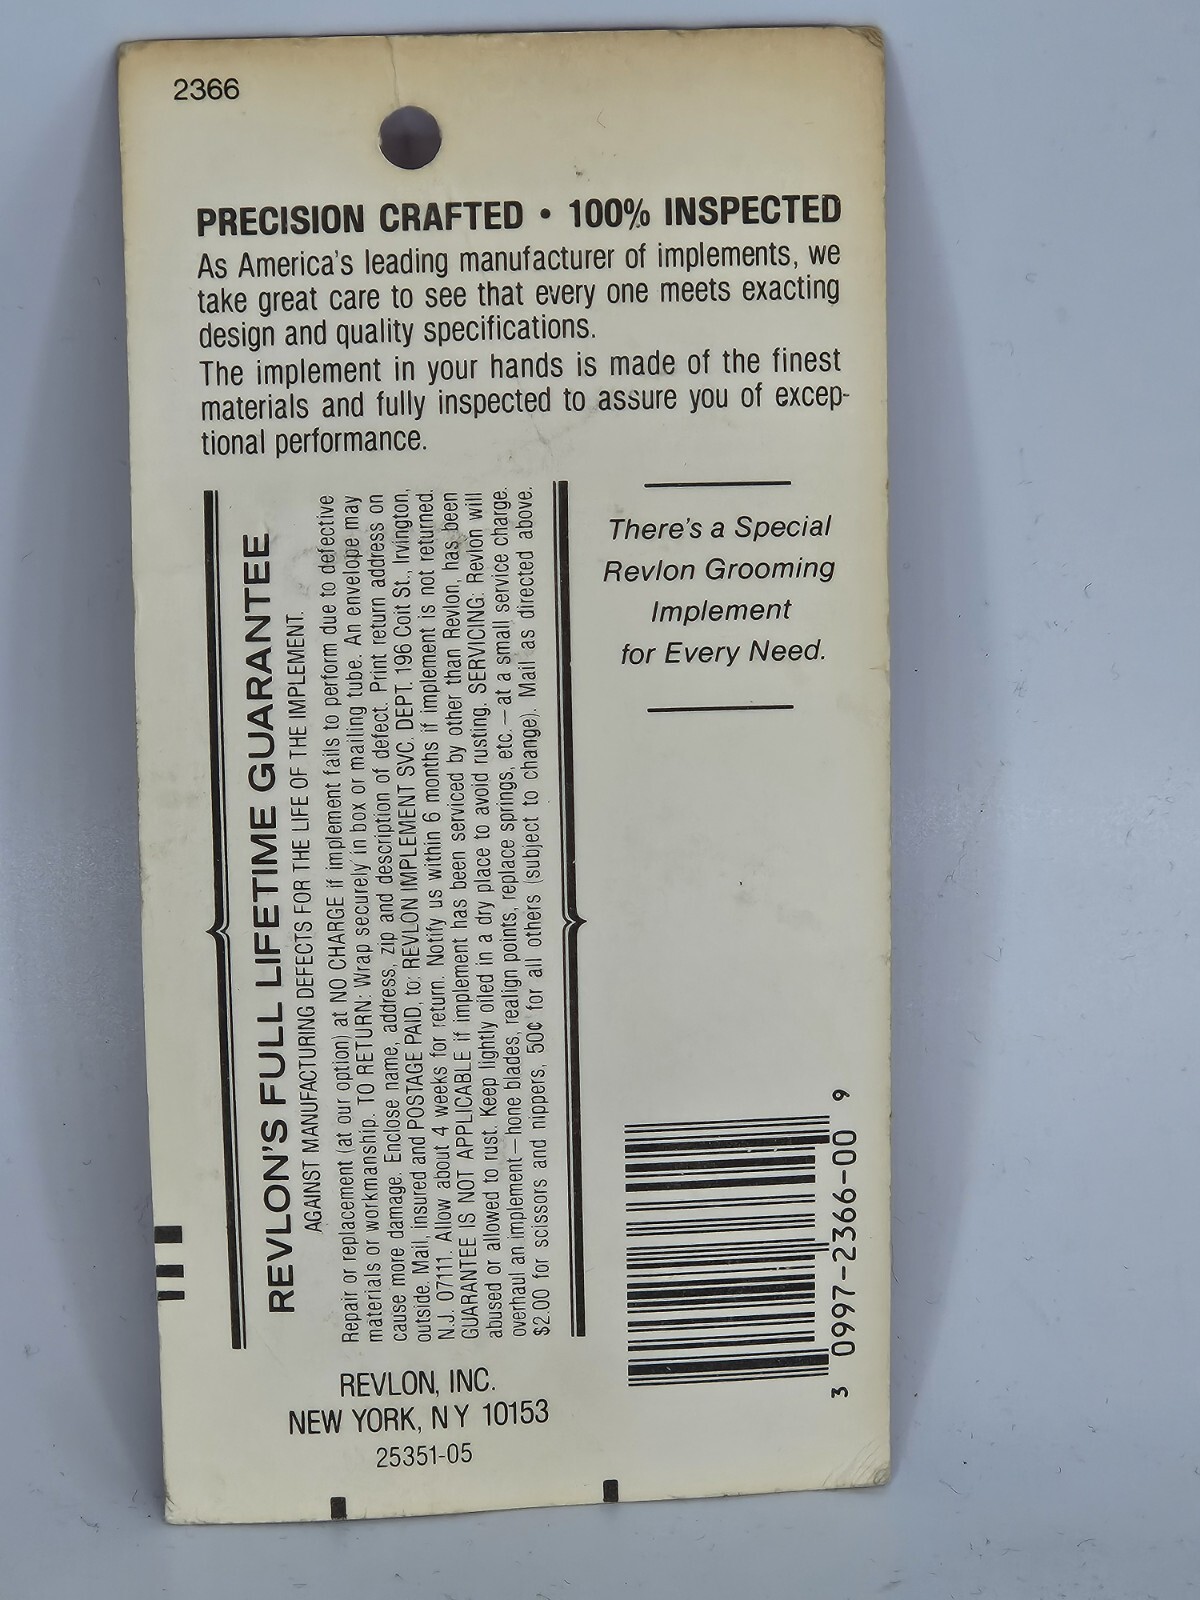 2366
PRECISION CRAFTED • 100% INSPECTED
As America's leading manufacturer of implements, we
take great care to see that every one meets exacting
design and quality specifications.
The implement in your hands is made of the finest
materials and fully inspected to assure you of excep-
tional performance.
REVLON'S FULL LIFETIME GUARANTEE
AGAINST MANUFACTURING DEFECTS FOR THE LIFE OF THE IMPLEMENT.
Repair or replacement (at our option) at NO CHARGE if implement fails to perform due to defective
materials or workmanship. TO RETURN: Wrap securely in box or mailing tube. An envelope may
cause more damage. Enclose name, address, zip and description of defect. Print return address on
outside. Mail, insured and POSTAGE PAID, to: REVLON IMPLEMENT SVC. DEPT. 196 Coit St., Irvington,
N.J. 07111. Allow about 4 weeks for return. Notify us within 6 months if implement is not returned.
GUARANTEE IS NOT APPLICABLE if implement has been serviced by other than Revlon, has been
abused or allowed to rust. Keep lightly oiled in a dry place to avoid rusting. SERVICING: Revlon will
overhaul an implement—hone blades, realign points, replace springs, etc.—at a small service charge.
$2.00 for scissors and nippers, 50¢ for all others (subject to change). Mail as directed above.
There's a Special
Revlon Grooming
Implement
for Every Need.
3 0997-2366-00 9
REVLON, INC.
NEW YORK, N Y 10153
25351-05